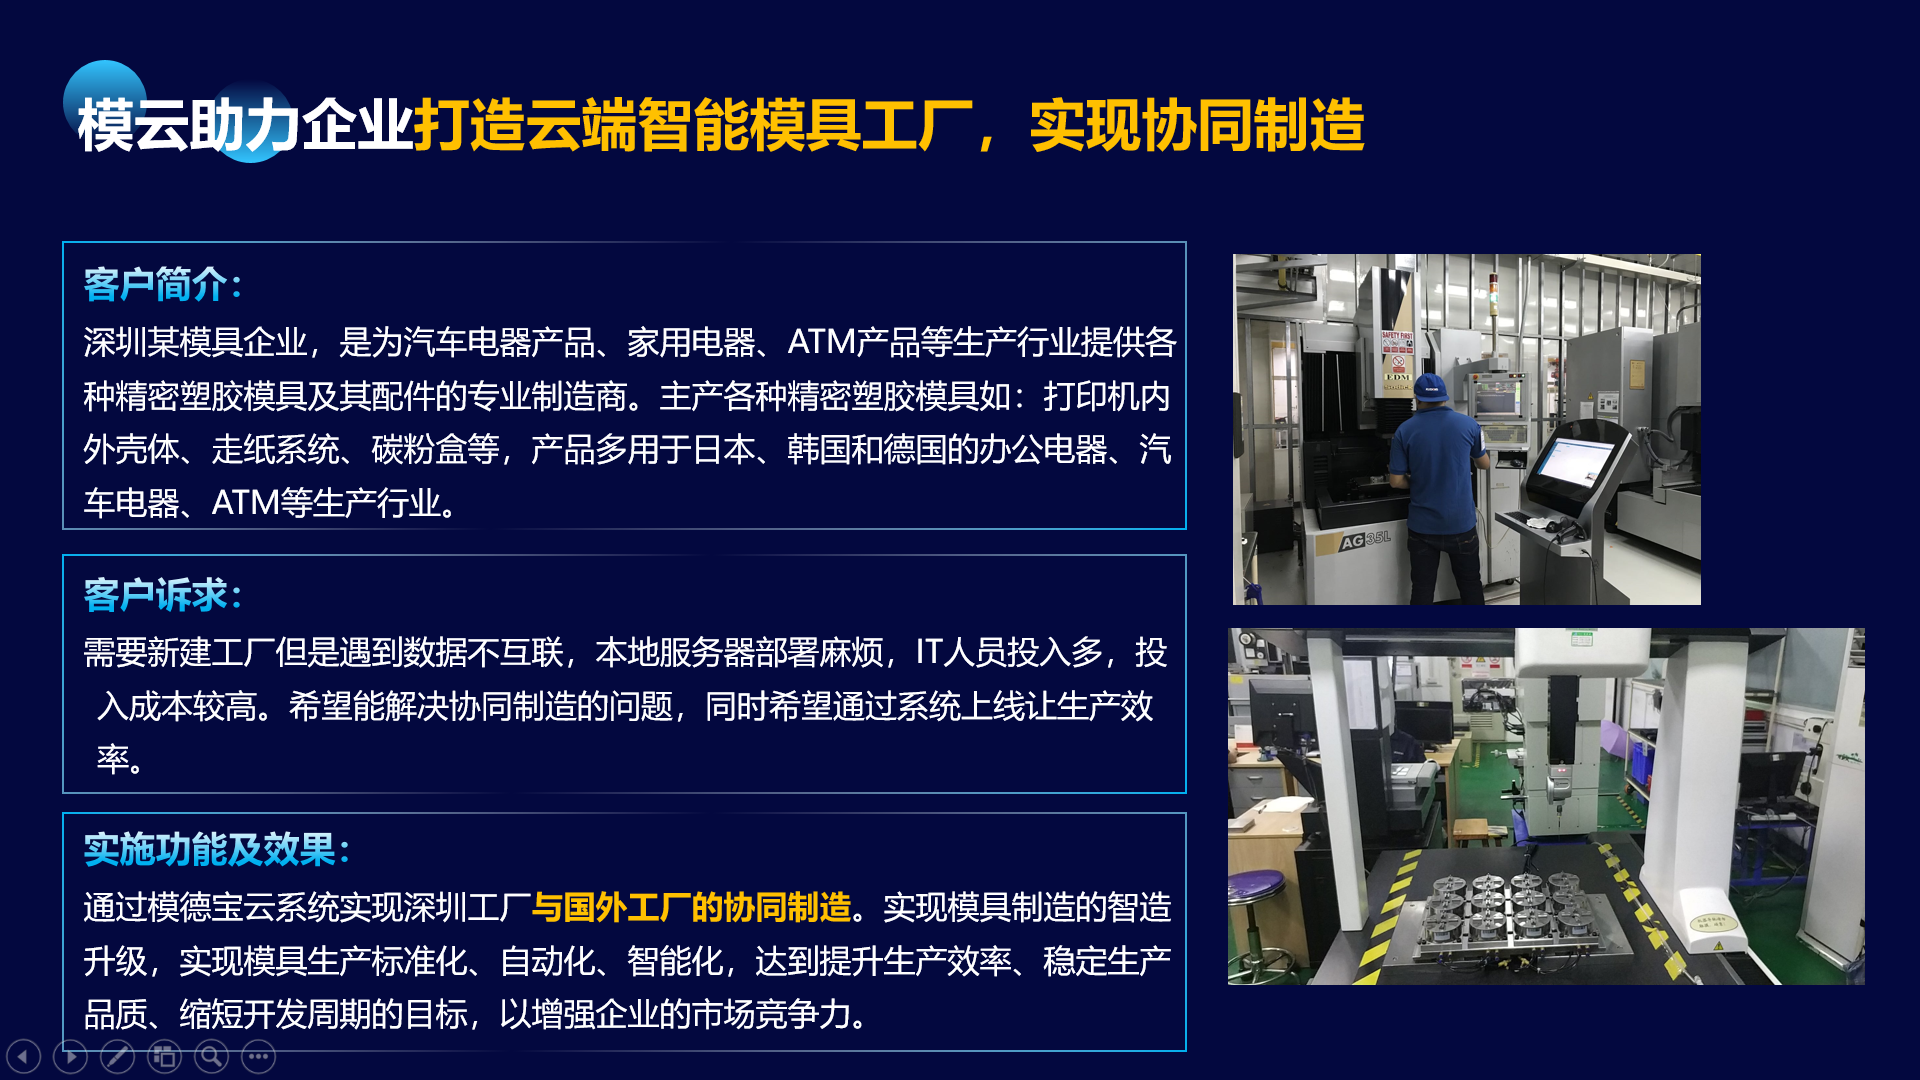 模云助力企业打造云端智能模具工厂，实现协同制造
客户简介：
深圳某模具企业，是为汽车电器产品、家用电器、ATM产品等生产行业提供各
种精密塑胶模具及其配件的专业制造商。主产各种精密塑胶模具如：打印机内
外壳体、走纸系统、碳粉盒等，产品多用于日本、韩国和德国的办公电器、汽
车电器、ATM等生产行业。
客户诉求：
需要新建工厂但是遇到数据不互联，本地服务器部署麻烦，IT人员投入多，投
入成本较高。希望能解决协同制造的问题，同时希望通过系统上线让生产效
率。
实施功能及效果：
通过模德宝云系统实现深圳工厂与国外工厂的协同制造。实现模具制造的智造
升级，实现模具生产标准化、自动化、智能化，达到提升生产效率、稳定生产
品质、缩短开发周期的目标，以增强企业的市场竞争力。
SAFETY FIRST
EDM
Sodick
AG35L